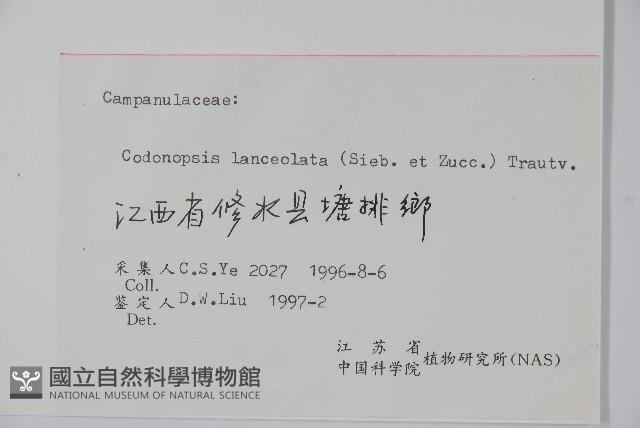 Campanulaceae:
Codonopsis lanceolata (Sieb. et Zucc.) Trautv.
江西省修水县塘排鄉
采集人 C.S.Ye 2027 1996-8-6
Coll.
鉴定人 D.W.Liu 1997-2
Det.
江苏省
中国科学院 植物研究所(NAS)
國立自然科學博物館
NATIONAL MUSEUM OF NATURAL SCIENCE